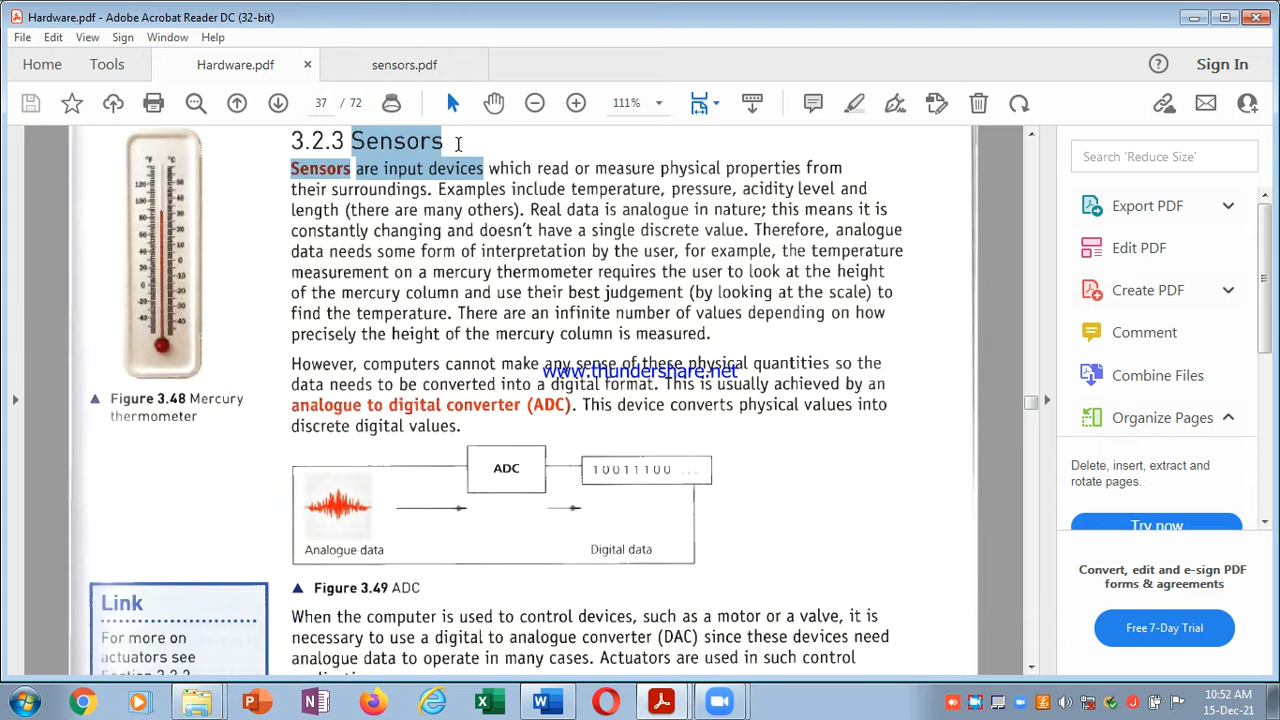 Hardware.pdf - Adobe Acrobat Reader DC (32-bit)
File Edit View Sign Window Help
Home Tools Hardware.pdf × sensors.pdf Sign In
37 / 72 111%
3.2.3 Sensors
Sensors are input devices which read or measure physical properties from
their surroundings. Examples include temperature, pressure, acidity level and
length (there are many others). Real data is analogue in nature; this means it is
constantly changing and doesn't have a single discrete value. Therefore, analogue
data needs some form of interpretation by the user, for example, the temperature
measurement on a mercury thermometer requires the user to look at the height
of the mercury column and use their best judgement (by looking at the scale) to
find the temperature. There are an infinite number of values depending on how
precisely the height of the mercury column is measured.
However, computers cannot make any sense of these physical quantities so the
www.thundershare.net
data needs to be converted into a digital format. This is usually achieved by an
analogue to digital converter (ADC). This device converts physical values into
discrete digital values.
Figure 3.48 Mercury
thermometer
ADC
10011100 ...
Analogue data
Digital data
Figure 3.49 ADC
Link
For more on
actuators see
When the computer is used to control devices, such as a motor or a valve, it is
necessary to use a digital to analogue converter (DAC) since these devices need
analogue data to operate in many cases. Actuators are used in such control
Search 'Reduce Size'
Export PDF
Edit PDF
Create PDF
Comment
Combine Files
Organize Pages
Delete, insert, extract and
rotate pages.
Try now
Convert, edit and e-sign PDF
forms & agreements
Free 7-Day Trial
10:52 AM
15-Dec-21